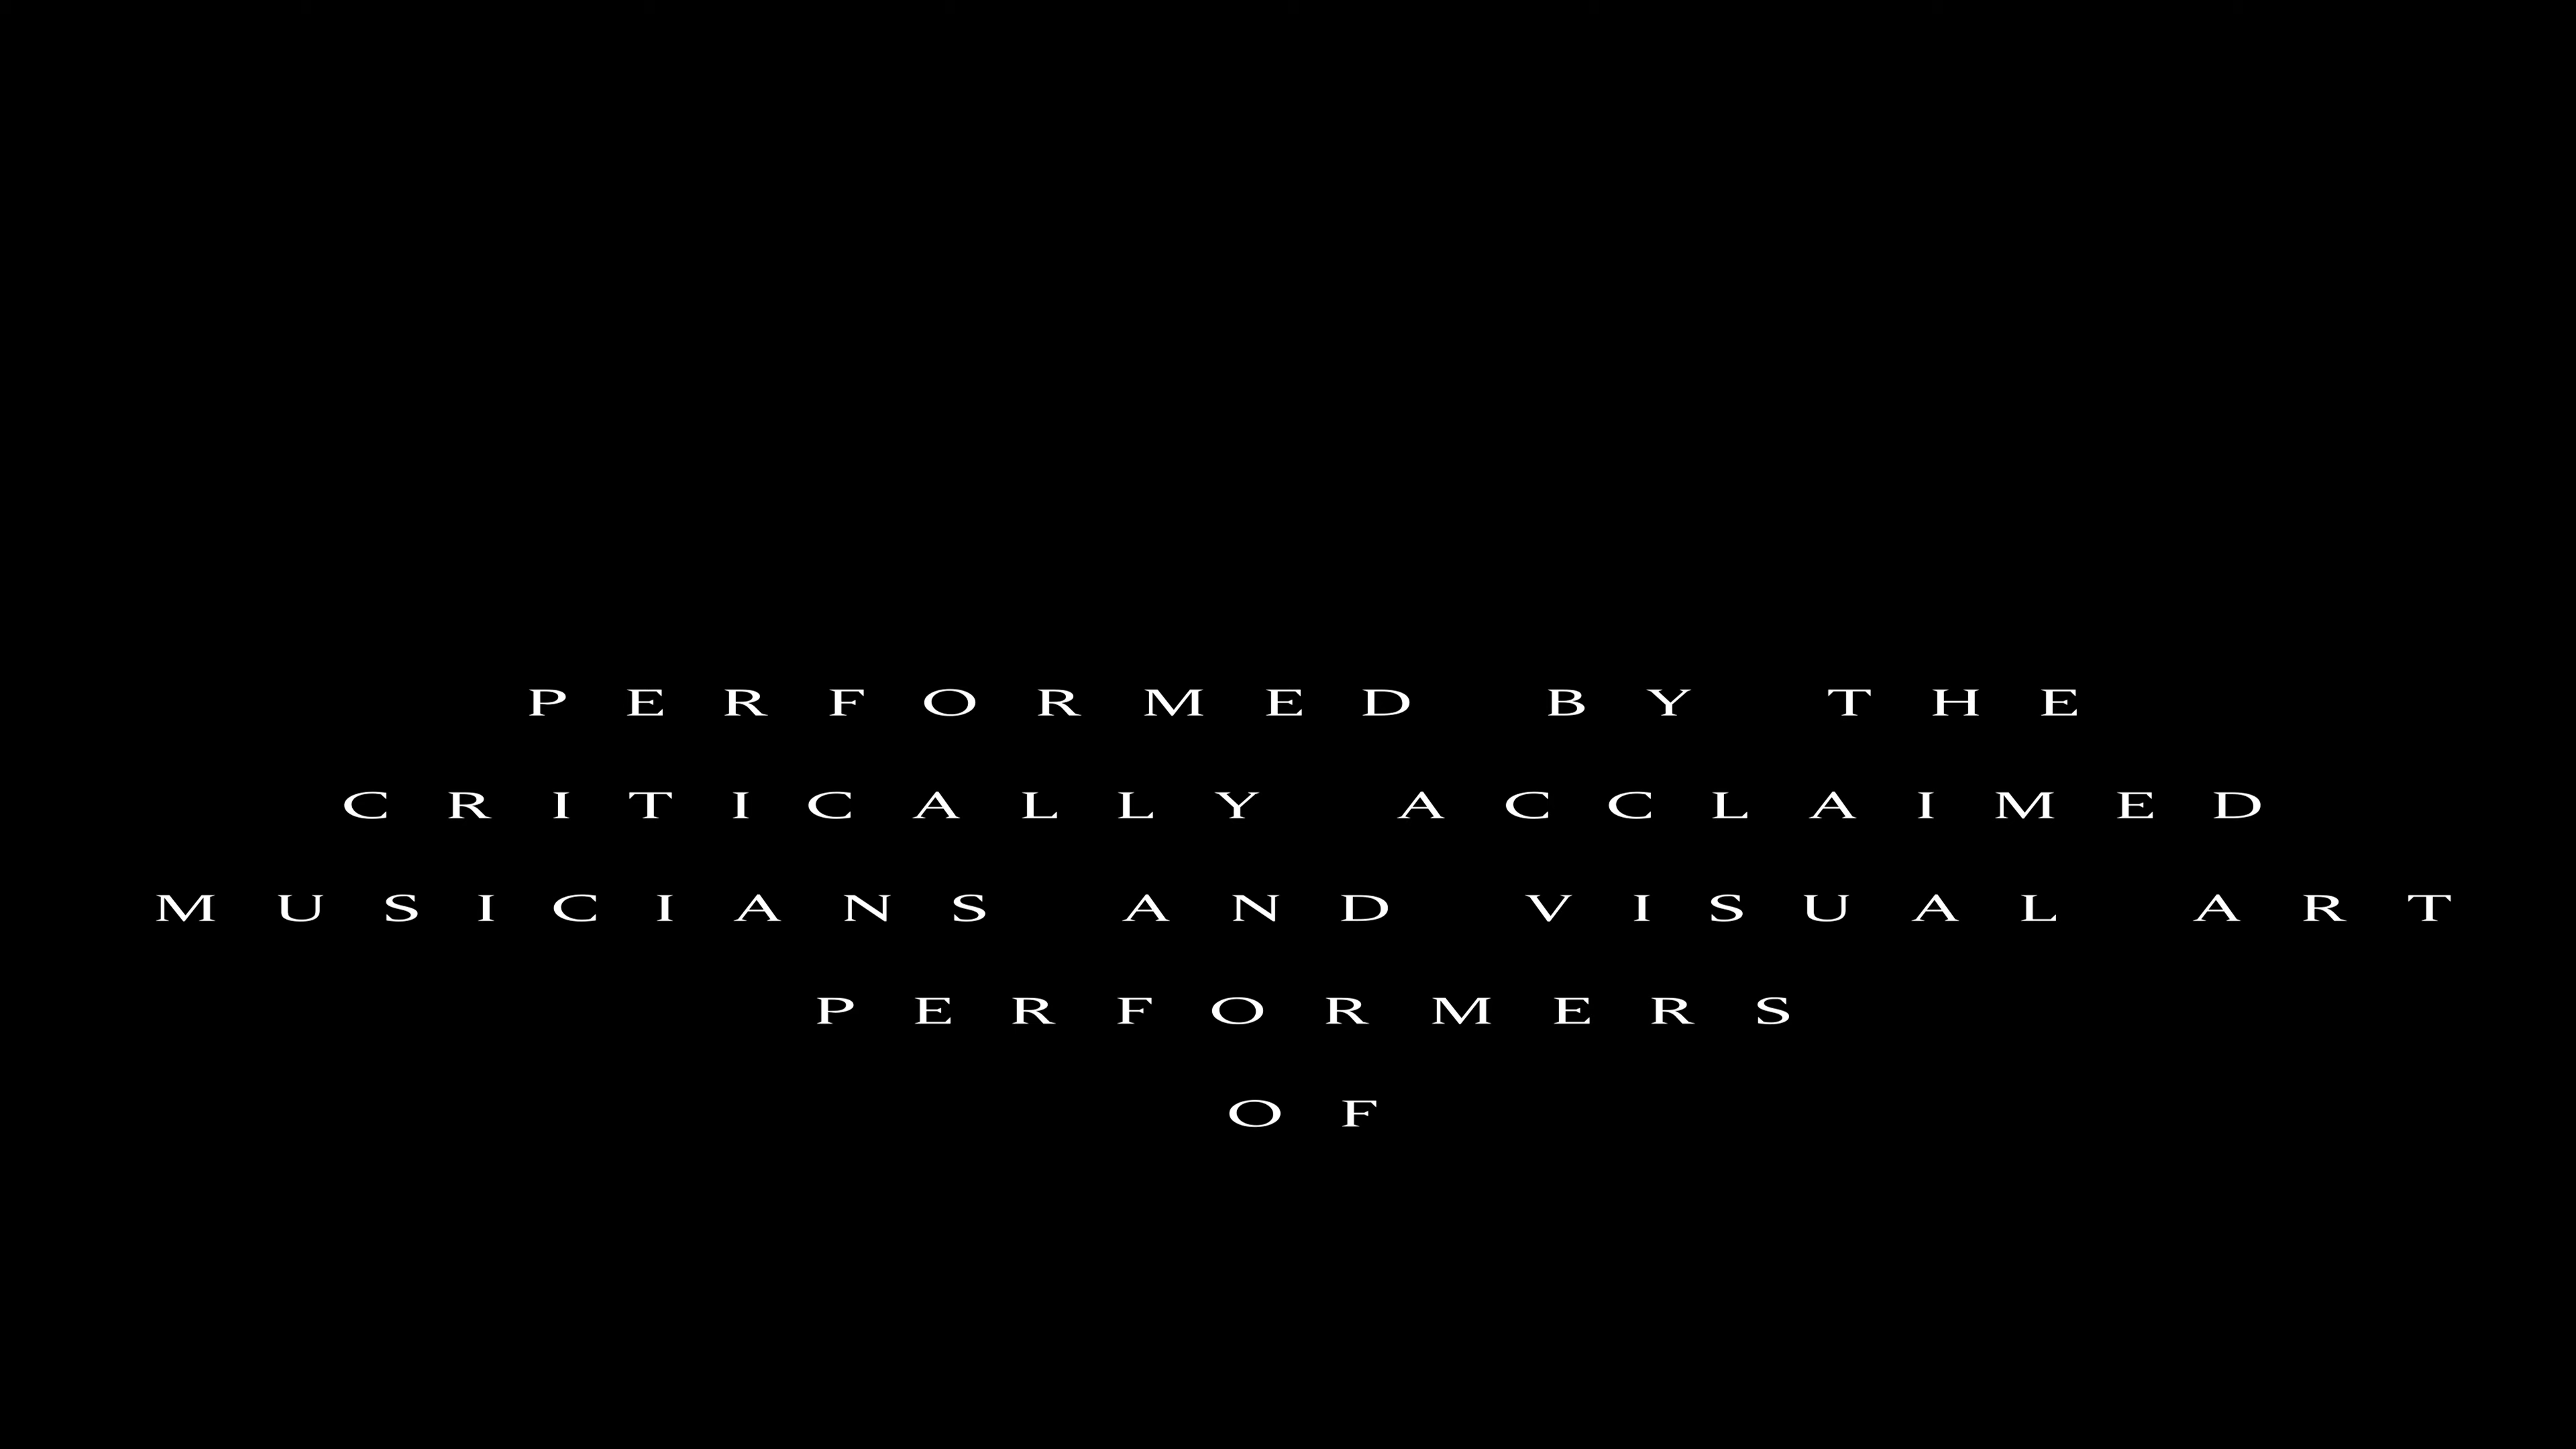 PERFORMED BY THE
CRITICALLY ACCLAIMED
MUSICIANS AND VISUAL ART
PERFORMERS
OF